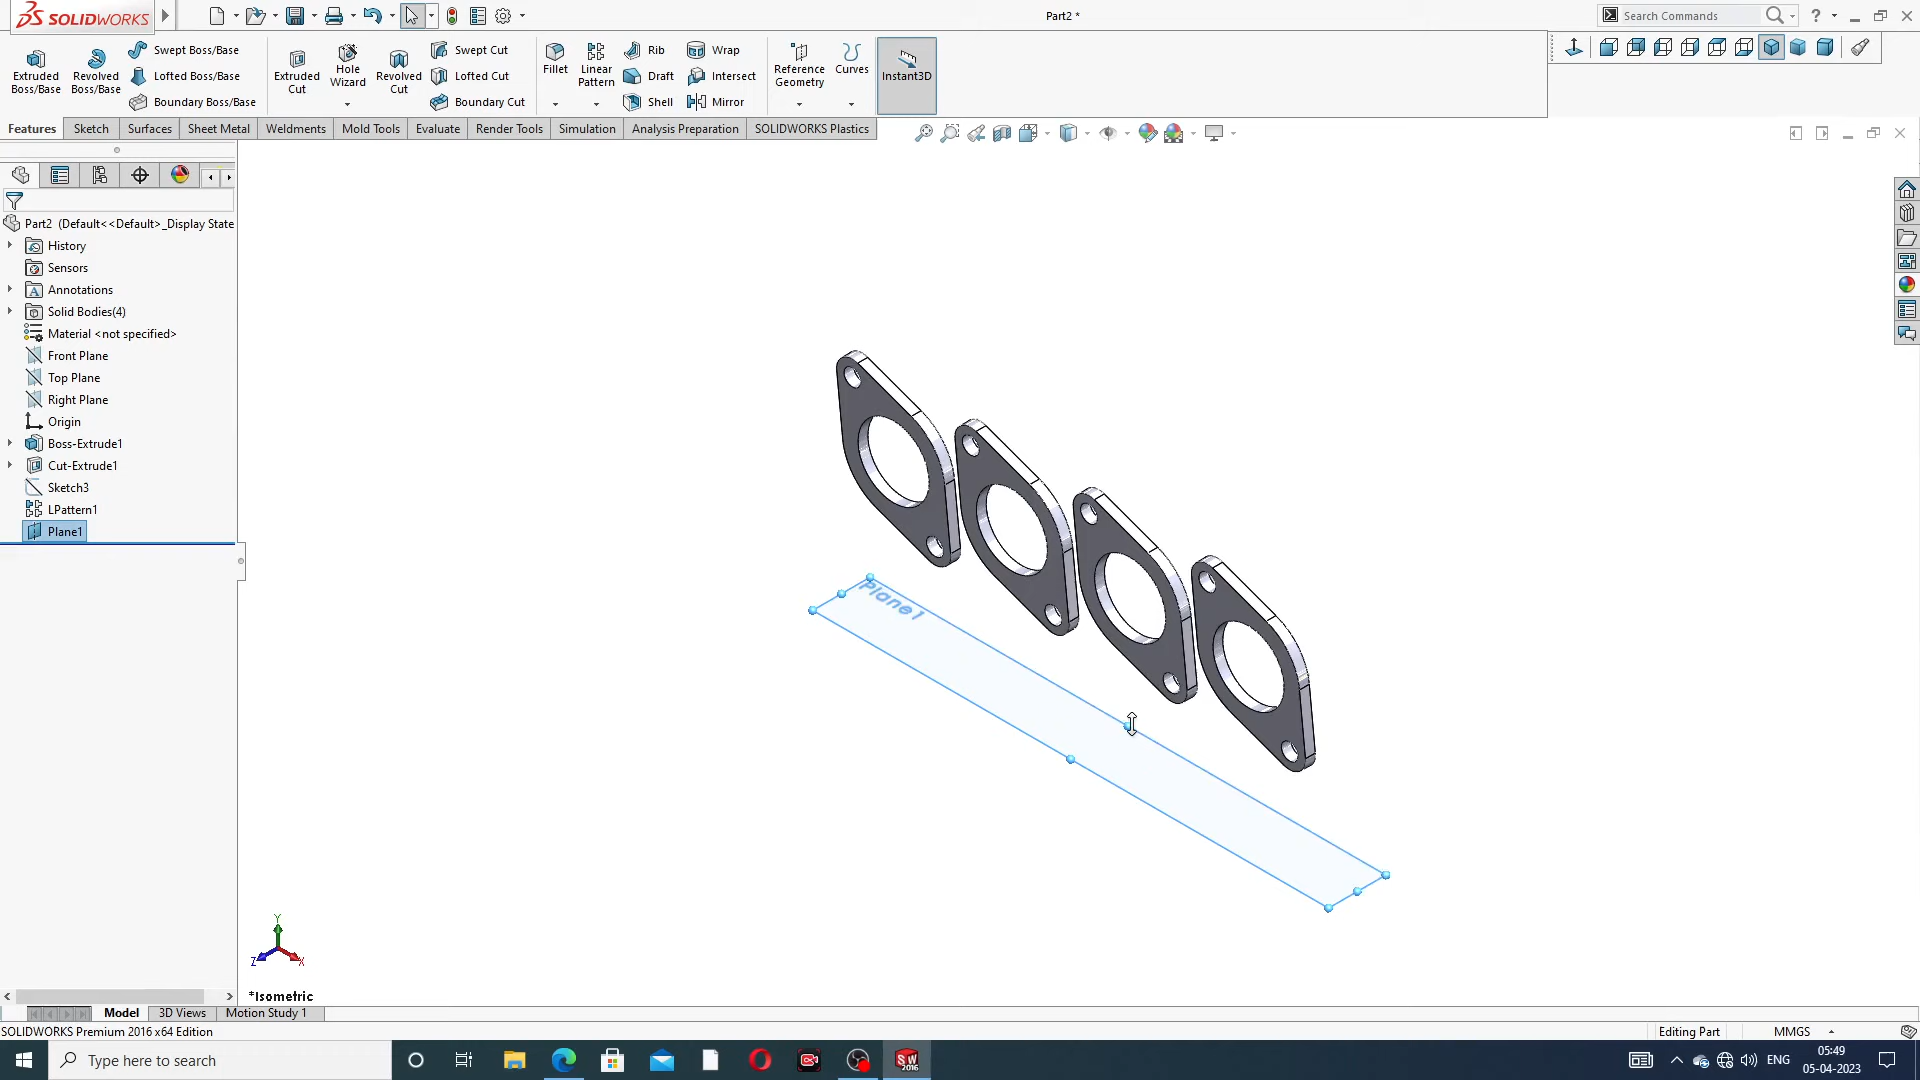 SOLIDWORKS
Part2 *
Search Commands
Extruded Boss/Base
Revolved Boss/Base
Swept Boss/Base
Lofted Boss/Base
Boundary Boss/Base
Extruded Cut
Hole Wizard
Revolved Cut
Swept Cut
Lofted Cut
Boundary Cut
Fillet
Linear Pattern
Rib
Draft
Shell
Wrap
Intersect
Mirror
Reference Geometry
Curves
Instant3D
Features
Sketch
Surfaces
Sheet Metal
Weldments
Mold Tools
Evaluate
Render Tools
Simulation
Analysis Preparation
SOLIDWORKS Plastics
Part2 (Default<<Default>_Display State
History
Sensors
Annotations
Solid Bodies(4)
Material <not specified>
Front Plane
Top Plane
Right Plane
Origin
Boss-Extrude1
Cut-Extrude1
Sketch3
LPattern1
Plane1
Plane1
Y
Z
X
*Isometric
Model
3D Views
Motion Study 1
SOLIDWORKS Premium 2016 x64 Edition
Editing Part
MMGS
Type here to search
SW
2016
ENG
05:49
05-04-2023